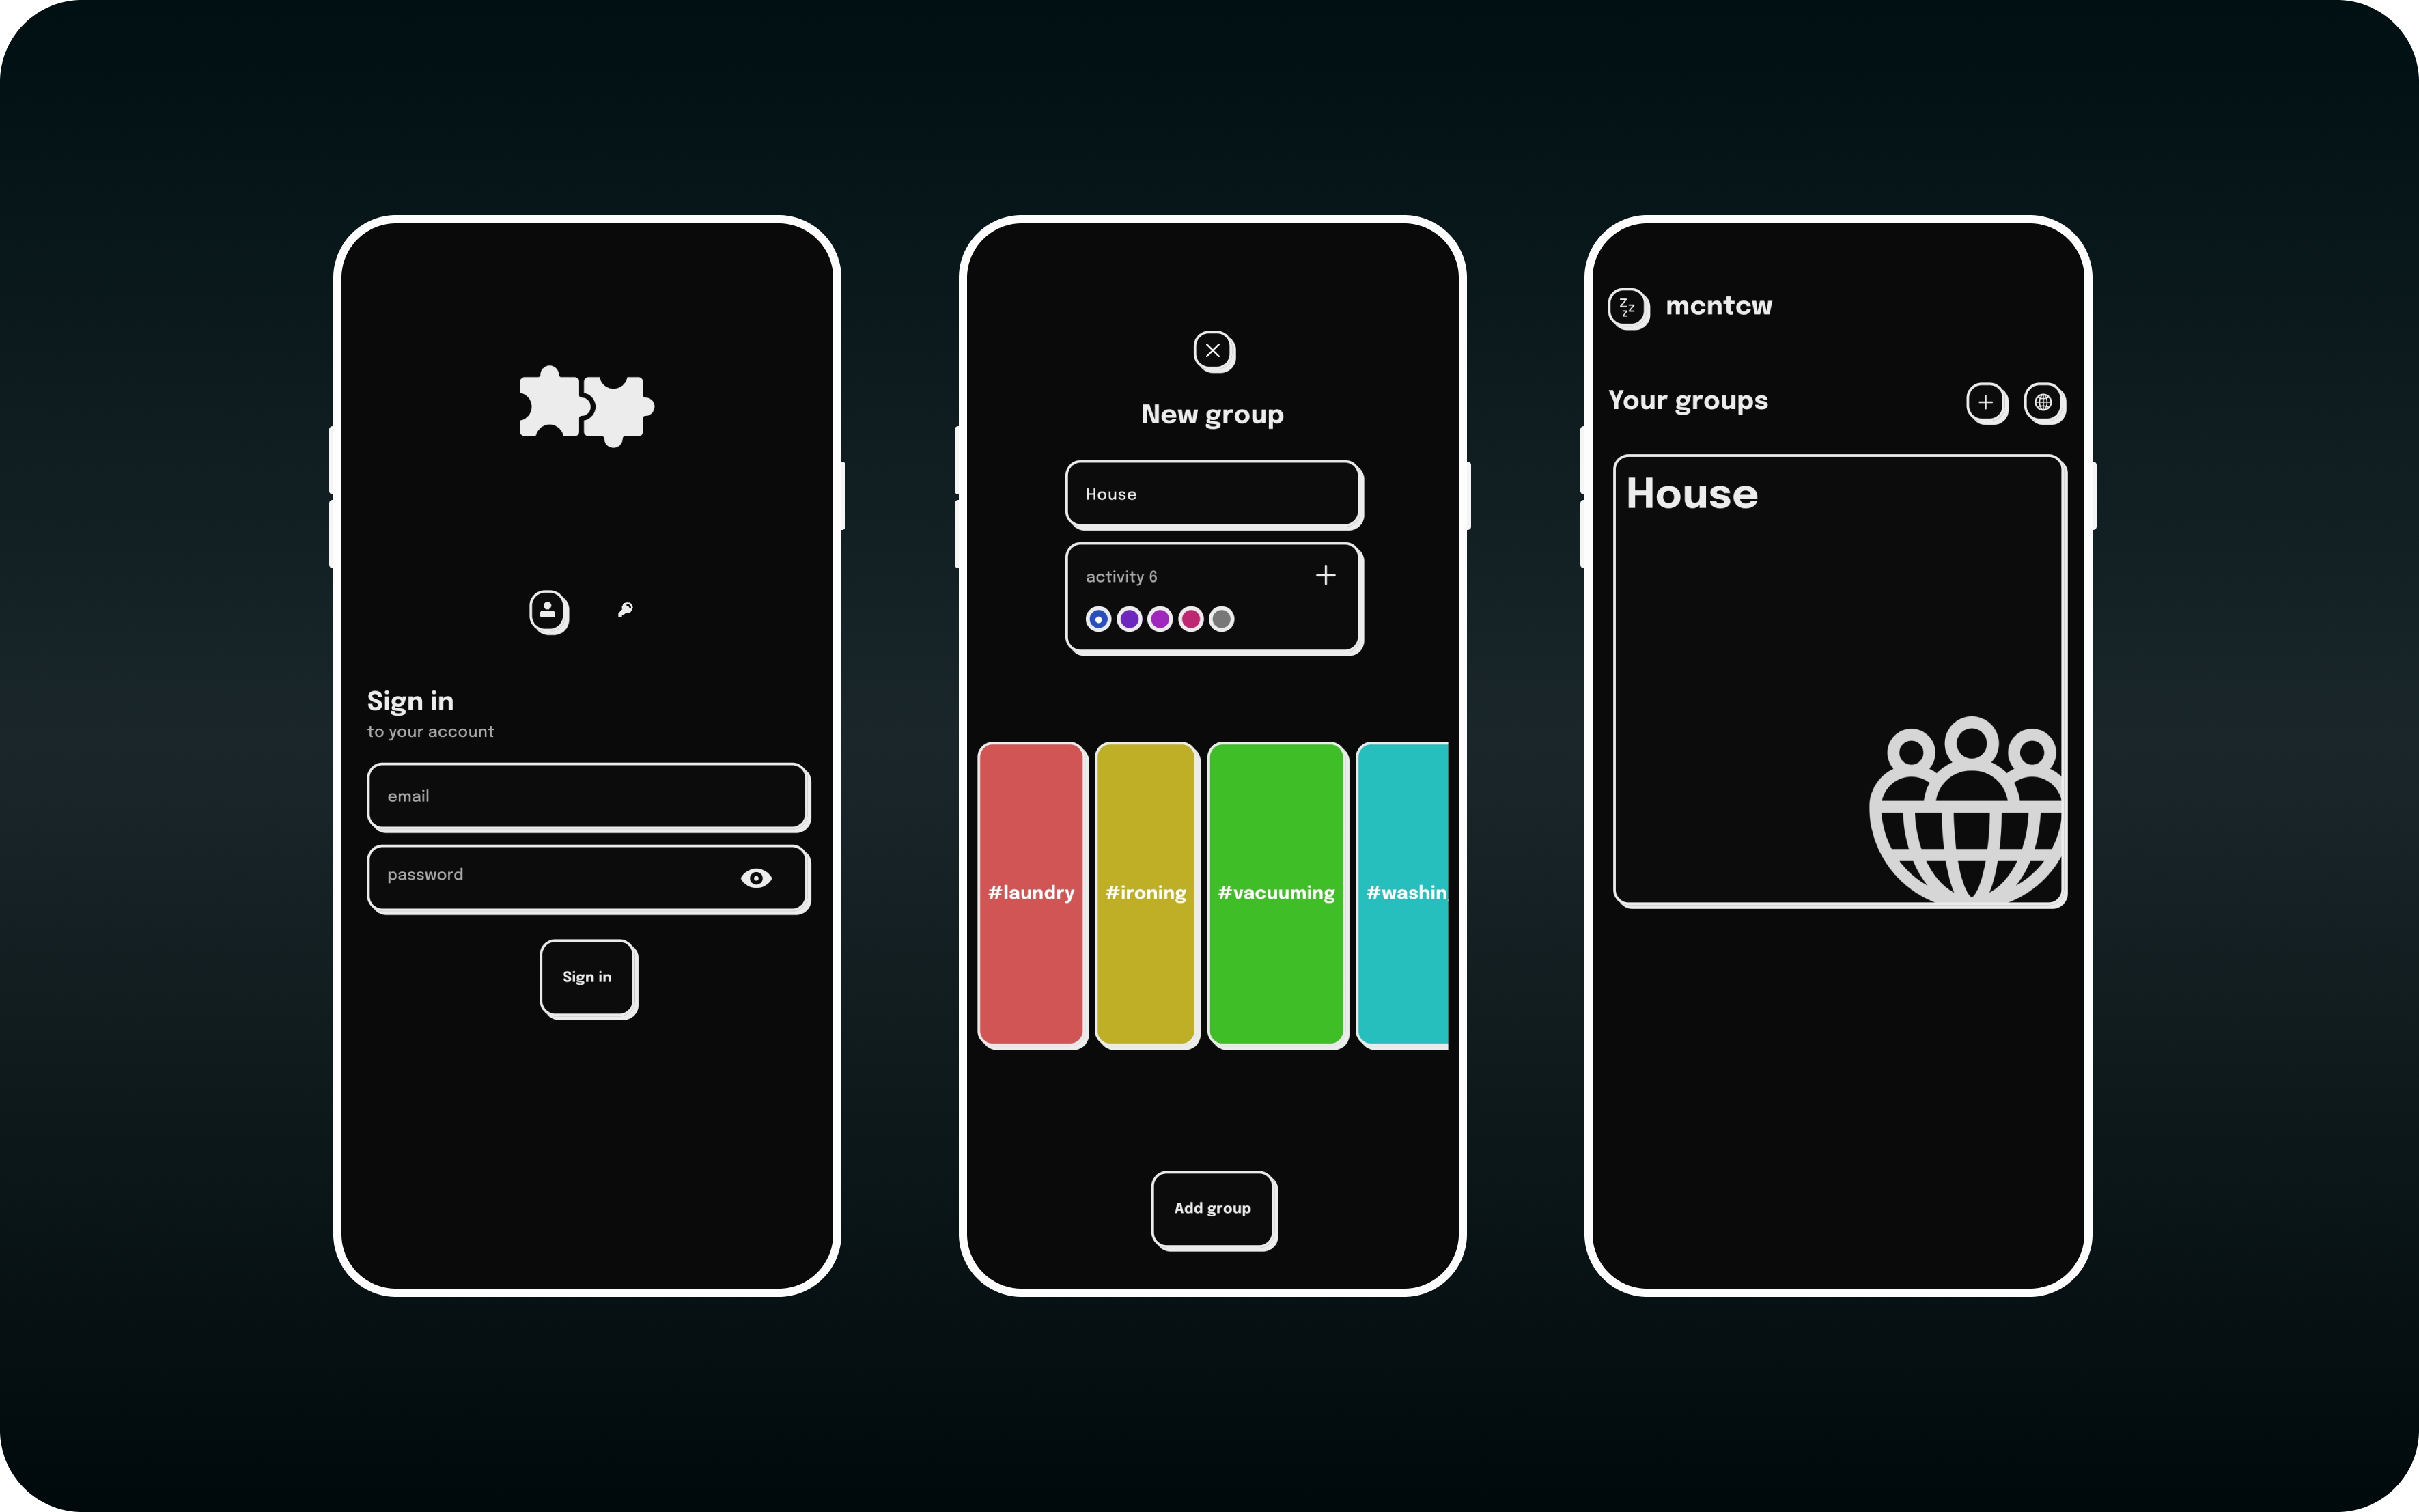 Sign in
to your account
email
password
Sign in
New group
House
activity 6
#laundry
#ironing
#vacuuming
#washin
Add group
zzz
mcntcw
Your groups
House